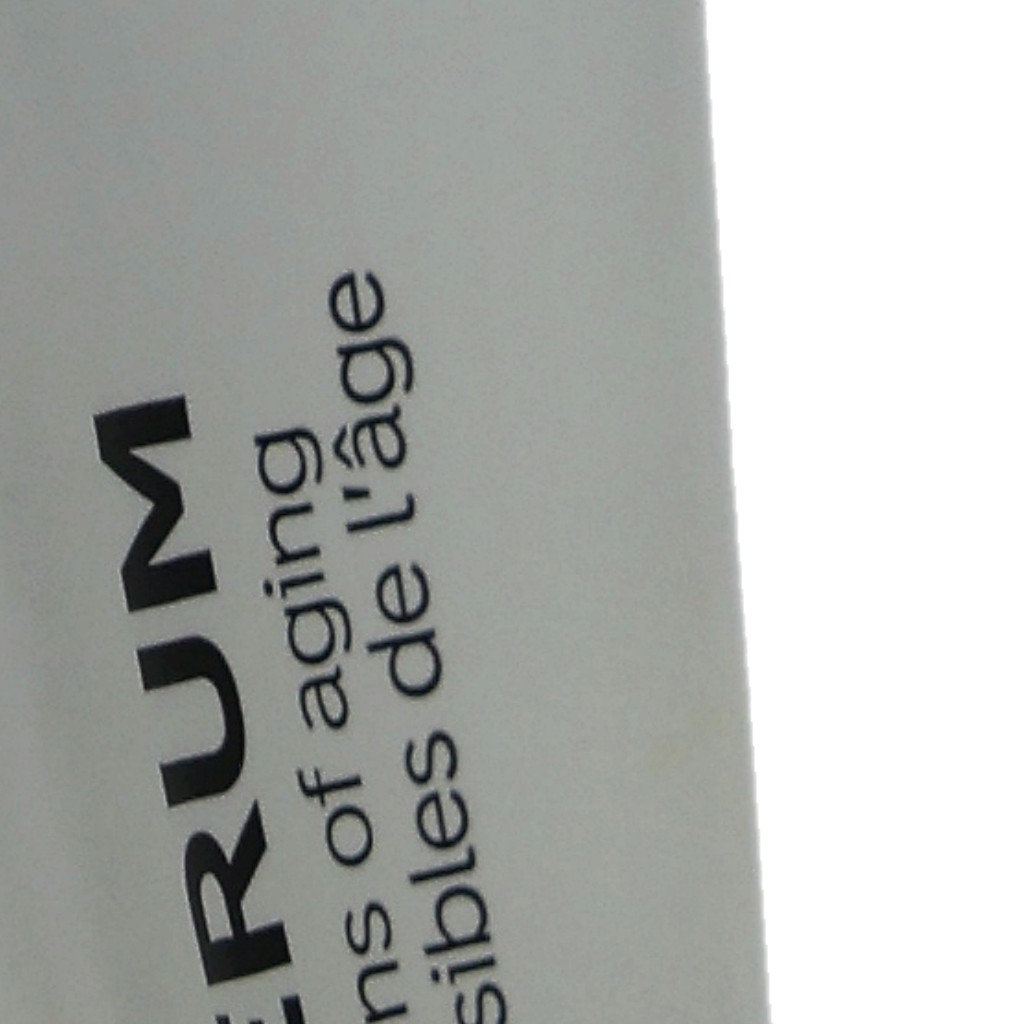 ERUM
ns of aging
sibles de l'âge